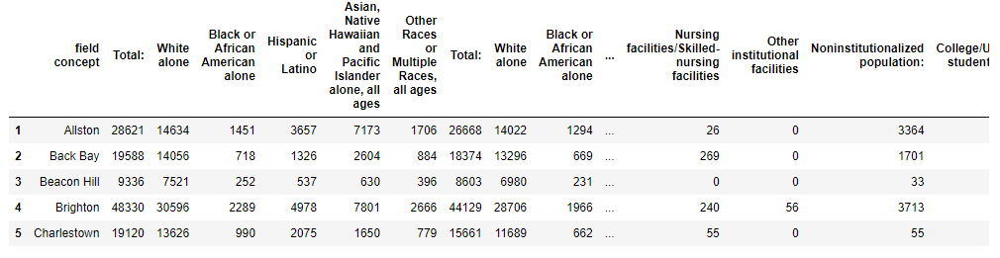 field concept Total: White alone Black or African American alone Hispanic or Latino Asian, Native Hawaiian and Pacific Islander alone, all ages Other Races or Multiple Races, all ages Total: White alone Black or African American alone ... Nursing facilities/Skilled-nursing facilities Other institutional facilities Noninstitutionalized population: College/U student
1 Allston 28621 14634 1451 3657 7173 1706 26668 14022 1294 ... 26 0 3364
2 Back Bay 19588 14056 718 1326 2604 884 18374 13296 669 ... 269 0 1701
3 Beacon Hill 9336 7521 252 537 630 396 8603 6980 231 ... 0 0 33
4 Brighton 48330 30596 2289 4978 7801 2666 44129 28706 1966 ... 240 56 3713
5 Charlestown 19120 13626 990 2075 1650 779 15661 11689 662 ... 55 0 55